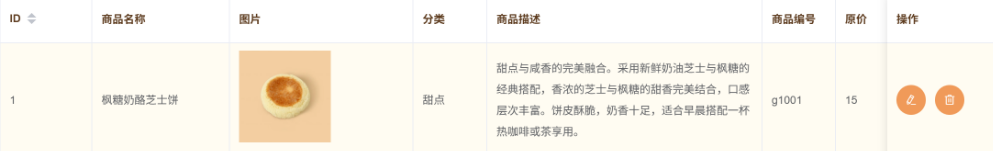 ID 商品名称 图片 分类 商品描述 商品编号 原价 操作
甜点与咸香的完美融合。采用新鲜奶油芝士与枫糖的
经典搭配，香浓的芝士与枫糖的甜香完美结合，口感
1 枫糖奶酪芝士饼 甜点 g1001 15
层次丰富。饼皮酥脆，奶香十足，适合早晨搭配一杯
热咖啡或茶享用。